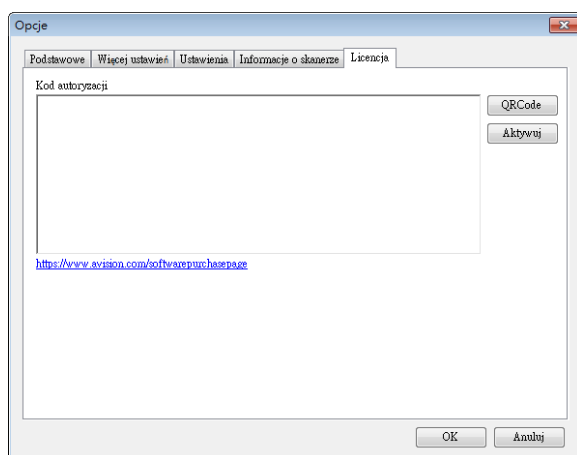 Opcje
Podstawowe Więcej ustawień Ustawienia Informacje o skanerze Licencja
Kod autoryzacji
QRCode
Aktywuj
https://www.avision.com/softwarepurchasepage
OK Anuluj